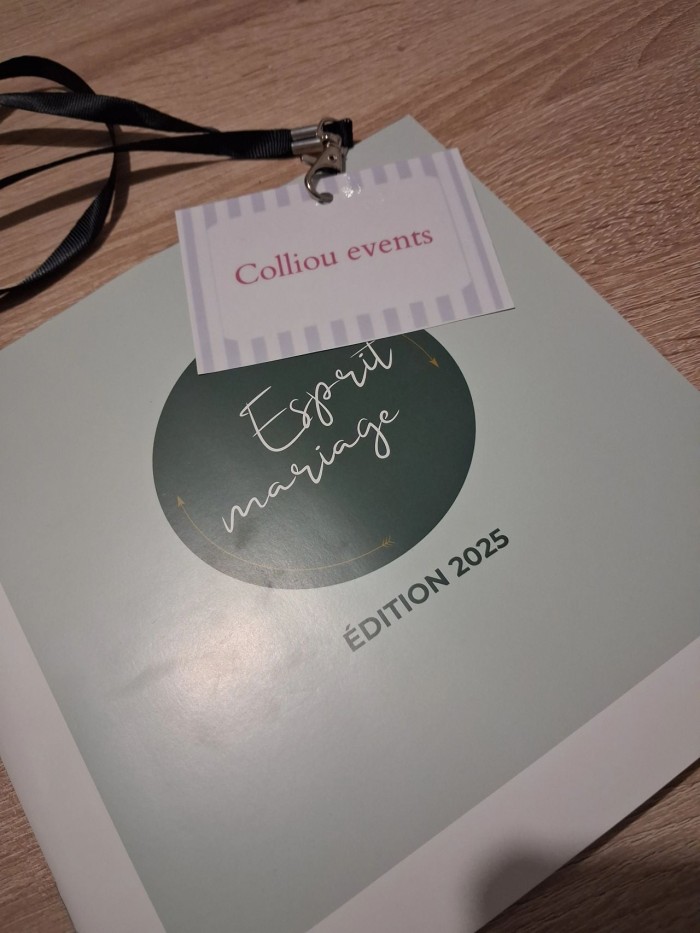 Colliou events
Esprit
mariage
ÉDITION 2025